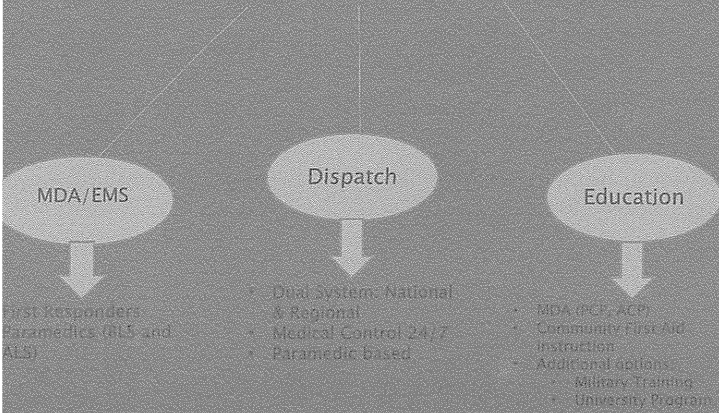 MDA/EMS
Dispatch
Education
First Responders
Paramedics (BLS and
ALS)
• Dual System: National
& Regional
• Medical Control 24/7
• Paramedic based
• MDA (PCP, ACP)
• Community First Aid
Instruction
• Additional options:
• Military Training
• University Program